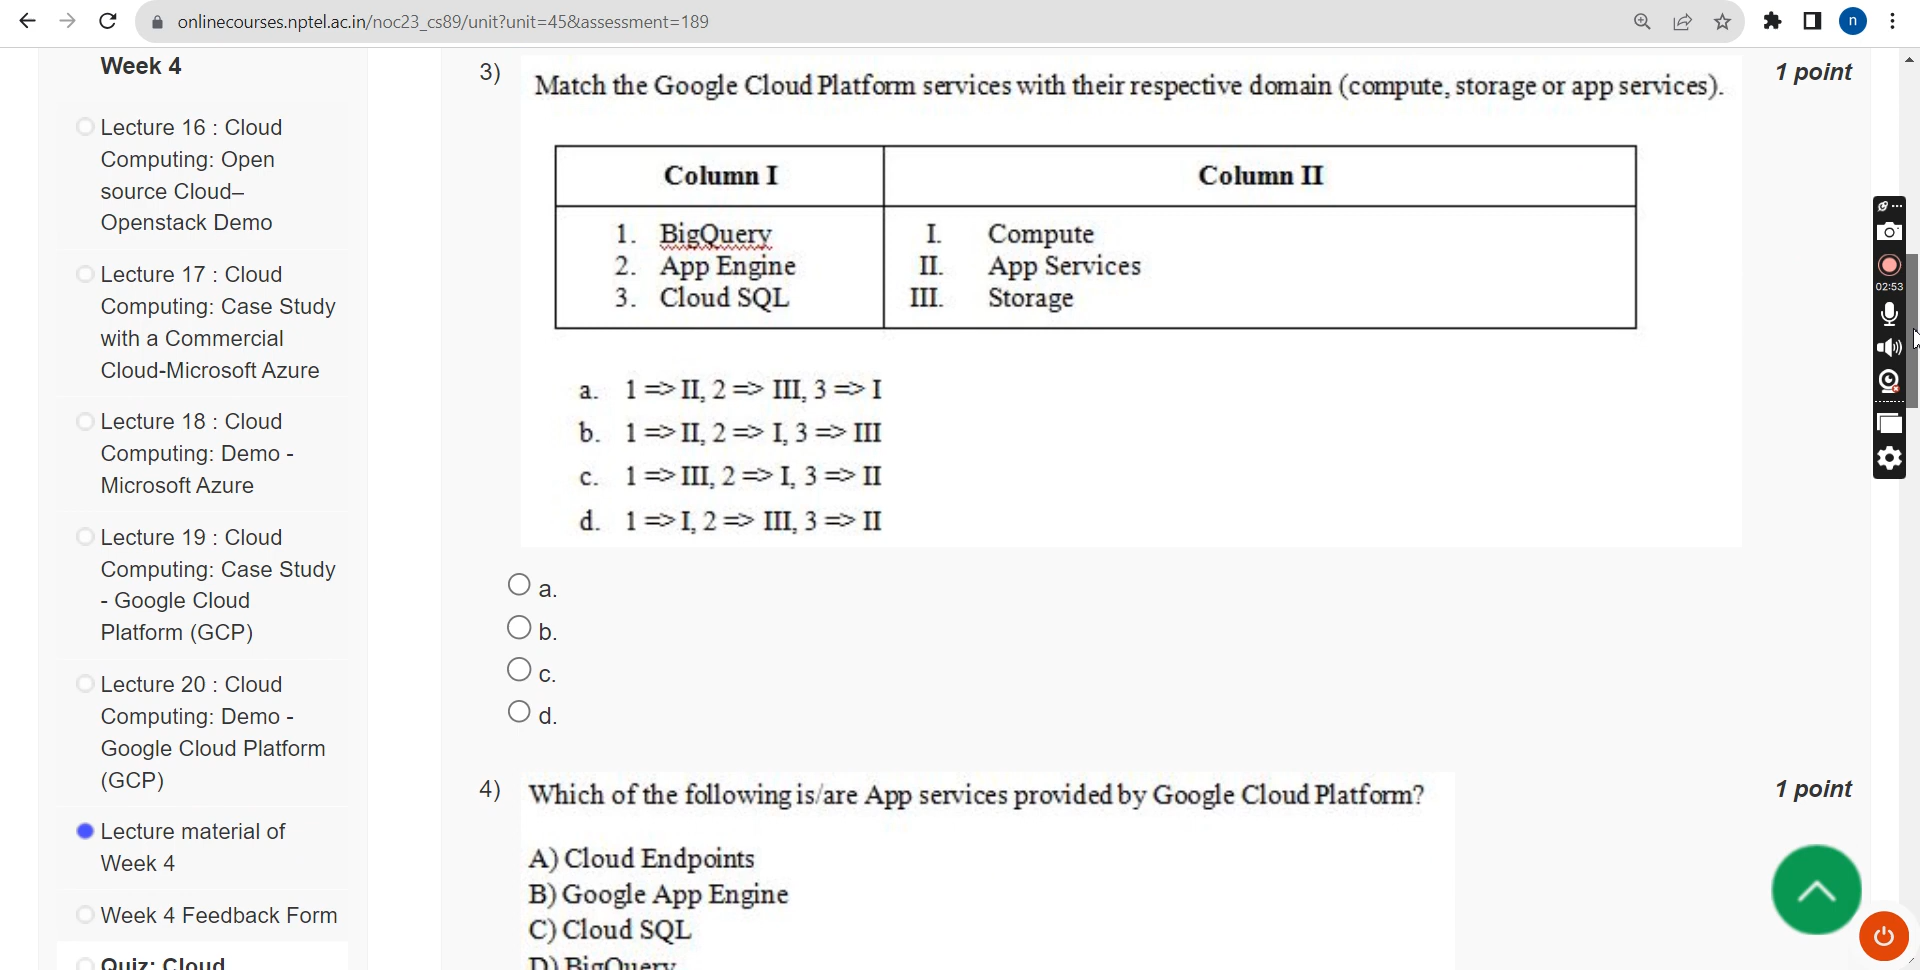 onlinecourses.nptel.ac.in/noc23_cs89/unit?unit=45&assessment=189
n
Week 4
Lecture 16 : Cloud
Computing: Open
source Cloud–
Openstack Demo
Lecture 17 : Cloud
Computing: Case Study
with a Commercial
Cloud-Microsoft Azure
Lecture 18 : Cloud
Computing: Demo -
Microsoft Azure
Lecture 19 : Cloud
Computing: Case Study
- Google Cloud
Platform (GCP)
Lecture 20 : Cloud
Computing: Demo -
Google Cloud Platform
(GCP)
Lecture material of
Week 4
Week 4 Feedback Form
Quiz: Cloud
3)
1 point
Match the Google Cloud Platform services with their respective domain (compute, storage or app services).
Column I Column II
1. BigQuery I. Compute
2. App Engine II. App Services
3. Cloud SQL III. Storage
a. 1 => II, 2 => III, 3 => I
b. 1 => II, 2 => I, 3 => III
c. 1 => III, 2 => I, 3 => II
d. 1 => I, 2 => III, 3 => II
a.
b.
c.
d.
4)
1 point
Which of the following is/are App services provided by Google Cloud Platform?
A) Cloud Endpoints
B) Google App Engine
C) Cloud SQL
D) BigQuery
02:53